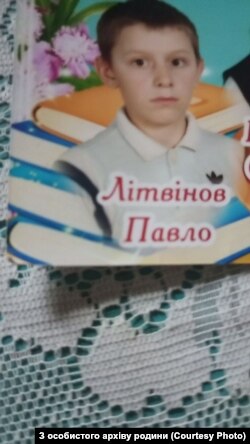 Літвінов
Павло
З особистого архіву родини (Courtesy Photo)